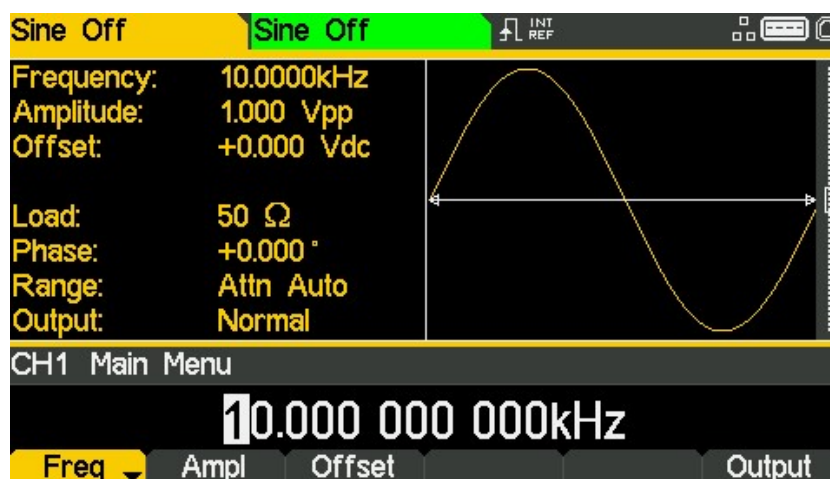 Sine Off Sine Off INT
REF
Frequency: 10.0000kHz
Amplitude: 1.000 Vpp
Offset: +0.000 Vdc
Load: 50 Ω
Phase: +0.000°
Range: Attn Auto
Output: Normal
CH1 Main Menu
10.000 000 000kHz
Freq Ampl Offset Output